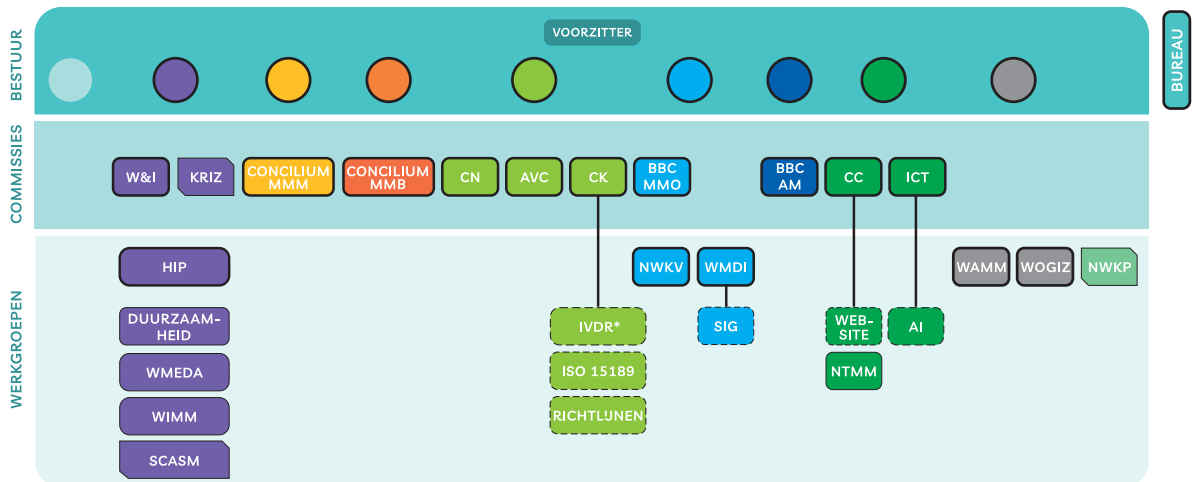 BESTUUR
VOORZITTER
BUREAU
COMMISSIES
W&I
KRIZ
CONCILIUM
MMM
CONCILIUM
MMB
CN
AVC
CK
BBC
MMO
BBC
AM
CC
ICT
WERKGROEPEN
HIP
NWKV
WMDI
WAMM
WOGIZ
NWKP
DUURZAAM-
HEID
IVDR*
SIG
WEB-
SITE
AI
WMEDA
ISO 15189
NTMM
WIMM
RICHTLIJNEN
SCASM